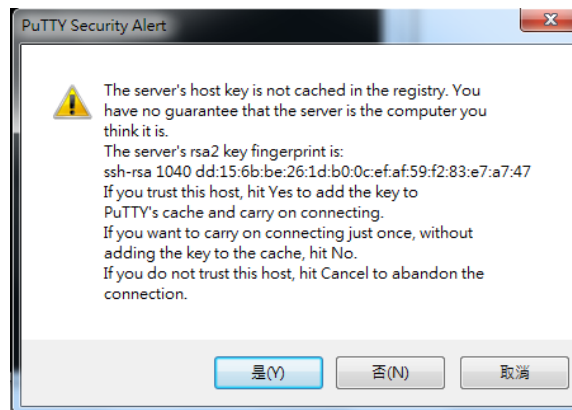 PuTTY Security Alert
The server's host key is not cached in the registry. You
have no guarantee that the server is the computer you
think it is.
The server's rsa2 key fingerprint is:
ssh-rsa 1040 dd:15:6b:be:26:1d:b0:0c:ef:af:59:f2:83:e7:a7:47
If you trust this host, hit Yes to add the key to
PuTTY's cache and carry on connecting.
If you want to carry on connecting just once, without
adding the key to the cache, hit No.
If you do not trust this host, hit Cancel to abandon the
connection.
是(Y) 否(N) 取消